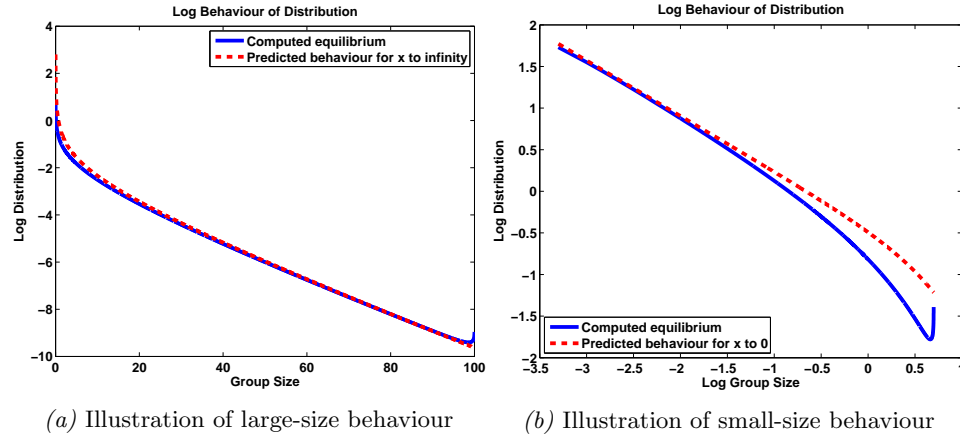 Log Behaviour of Distribution
4
2
0
−2
−4
−6
−8
−10
Log Distribution
Computed equilibrium
Predicted behaviour for x to infinity
0
20
40
60
80
100
Group Size
(a) Illustration of large-size behaviour
Log Behaviour of Distribution
2
1.5
1
0.5
0
−0.5
−1
−1.5
−2
Log Distribution
Computed equilibrium
Predicted behaviour for x to 0
−3.5
−3
−2.5
−2
−1.5
−1
−0.5
0
0.5
1
Log Group Size
(b) Illustration of small-size behaviour